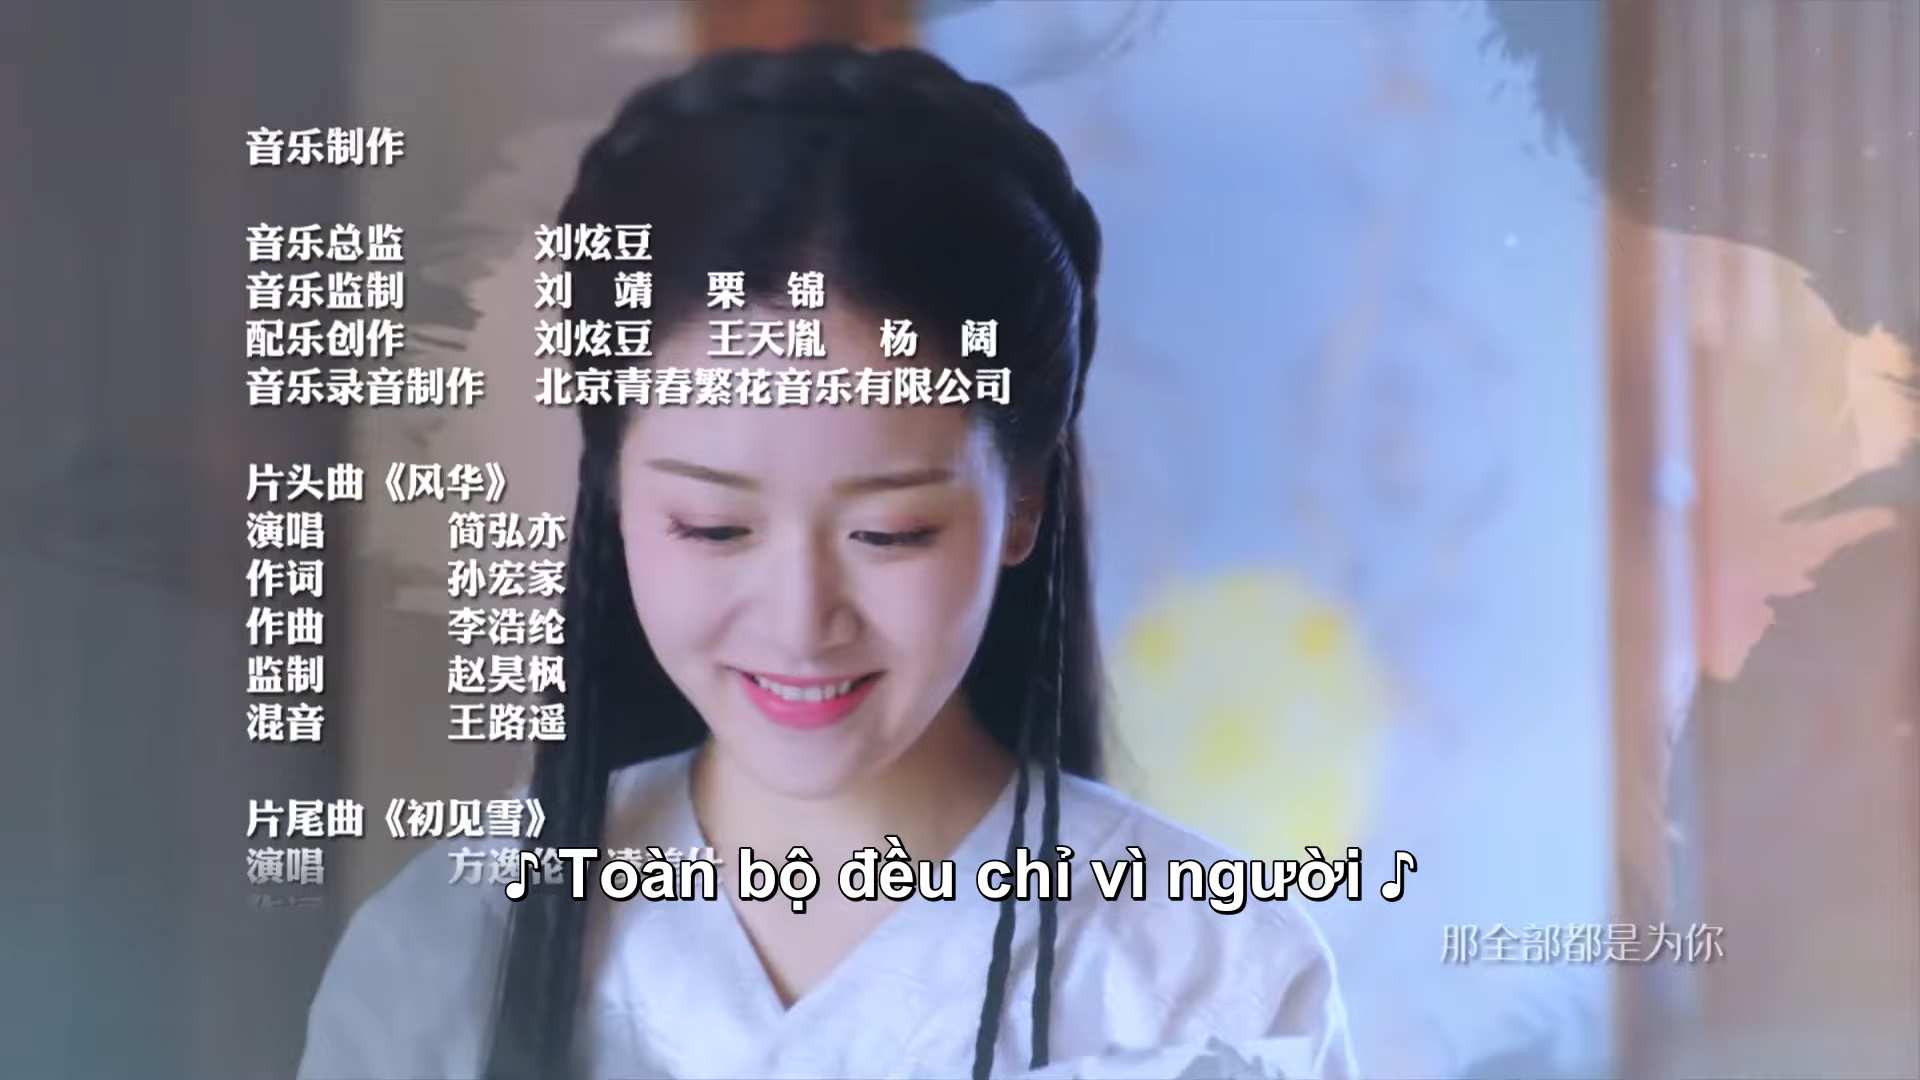 音乐制作
音乐总监 刘炫豆
音乐监制 刘 靖 栗 锦
配乐创作 刘炫豆 王天胤 杨 阔
音乐录音制作 北京青春繁花音乐有限公司
片头曲《风华》
演唱 简弘亦
作词 孙宏家
作曲 李浩纶
监制 赵昊枫
混音 王路遥
片尾曲《初见雪》
演唱 方逸伦
♪ Toàn bộ đều chỉ vì người ♪
那全部都是为你